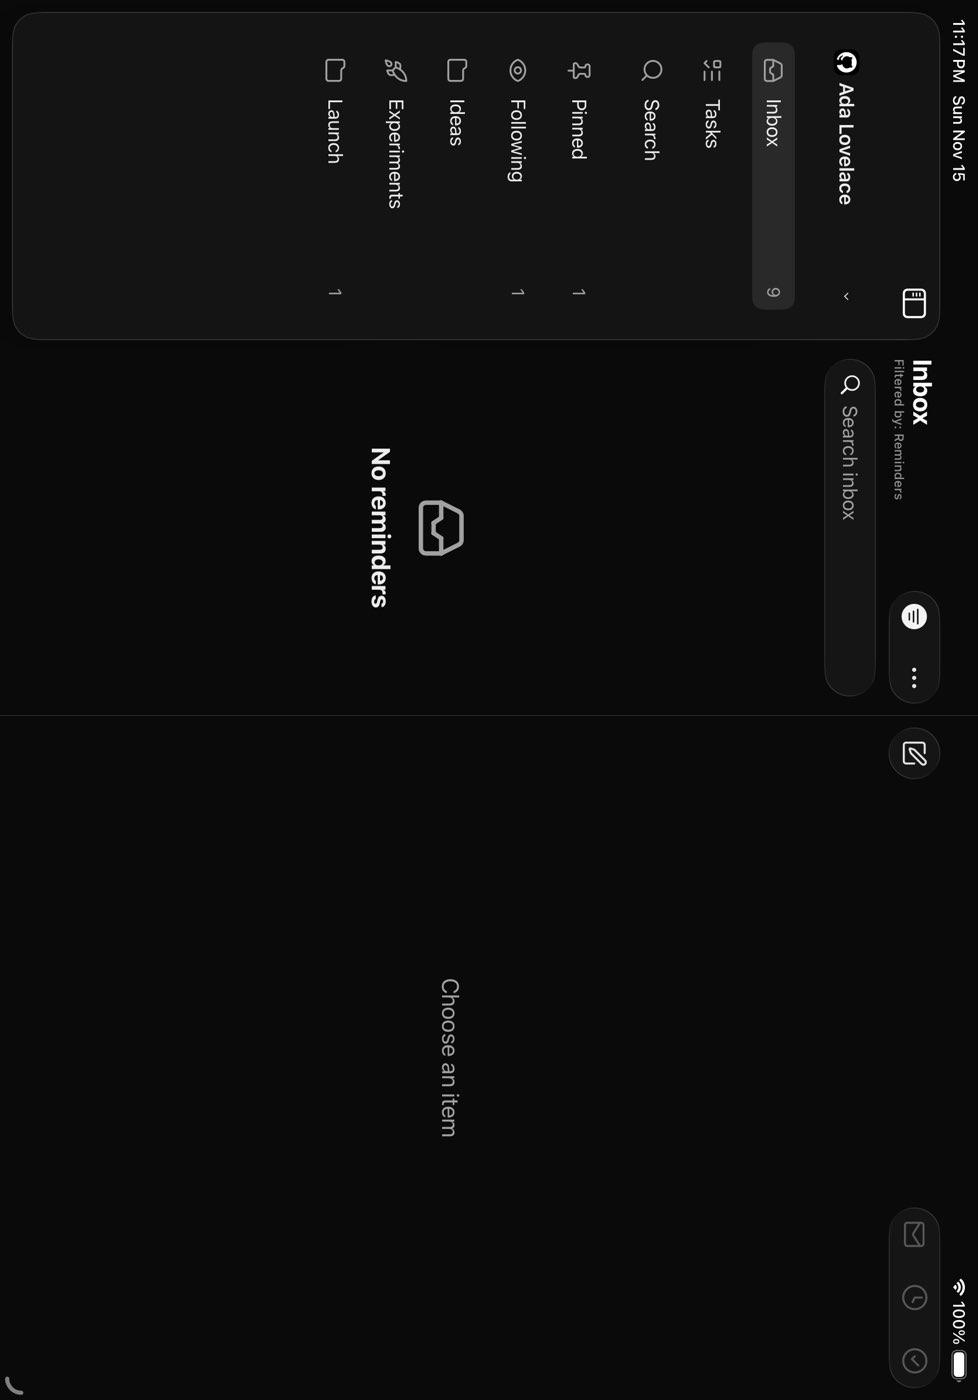 11:17 PM Sun Nov 15
100%
Ada Lovelace
Inbox 9
Tasks
Search
Pinned 1
Following 1
Ideas
Experiments
Launch 1
Inbox
Filtered by: Reminders
Search inbox
No reminders
Choose an item